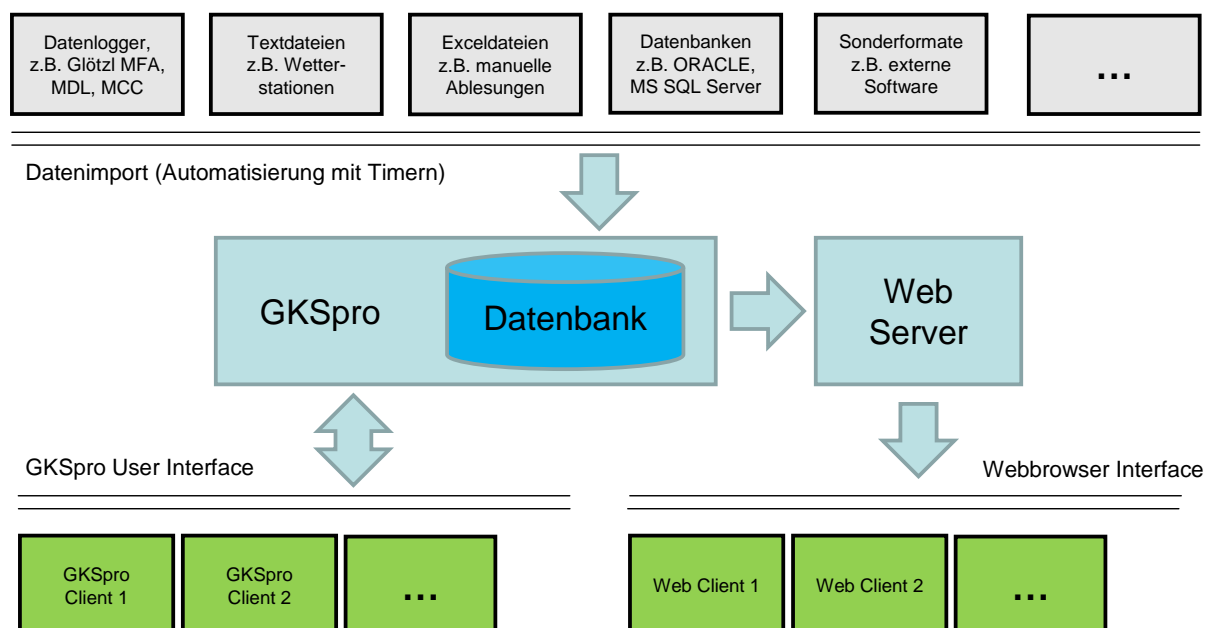 Datenlogger,
z.B. Glötzl MFA,
MDL, MCC
Textdateien
z.B. Wetter-
stationen
Exceldateien
z.B. manuelle
Ablesungen
Datenbanken
z.B. ORACLE,
MS SQL Server
Sonderformate
z.B. externe
Software
...
Datenimport (Automatisierung mit Timern)
GKSpro
Datenbank
Web
Server
GKSpro User Interface
Webbrowser Interface
GKSpro
Client 1
GKSpro
Client 2
...
Web Client 1
Web Client 2
...